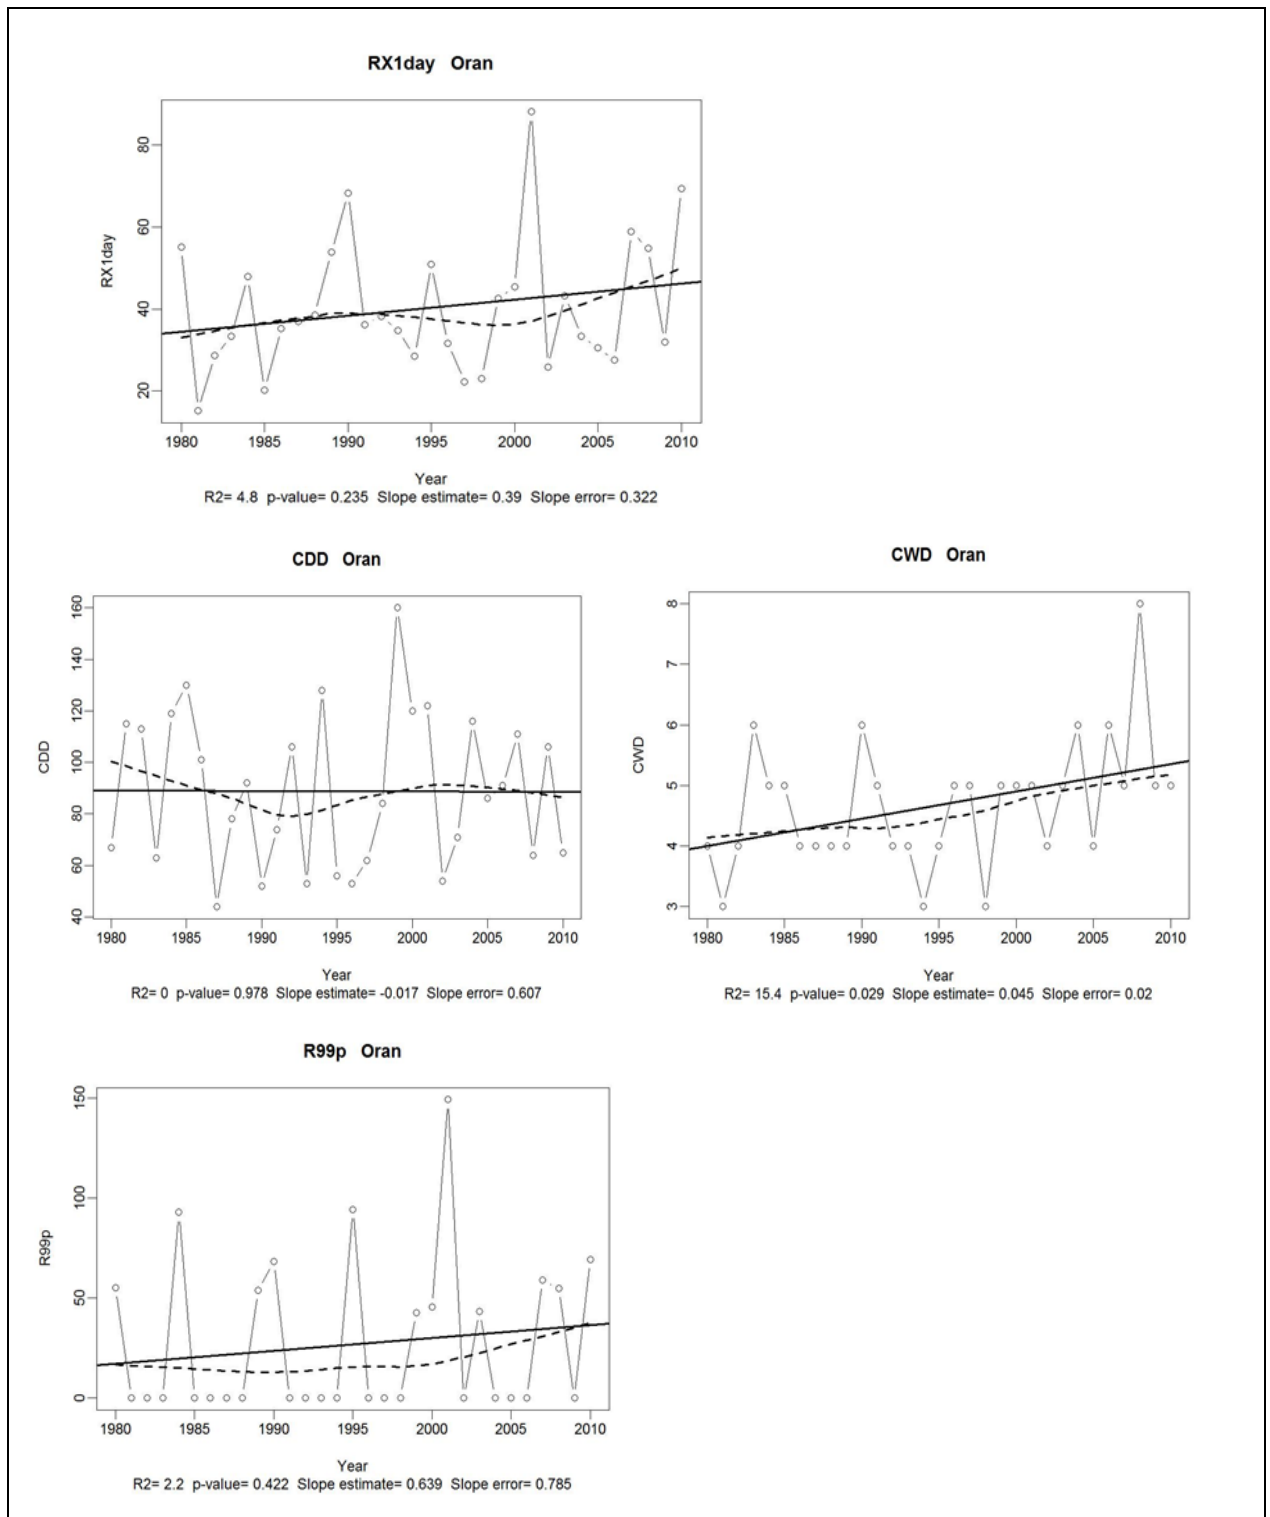 RX1day Oran
80
60
40
20
RX1day
1980 1985 1990 1995 2000 2005 2010
Year
R2= 4.8 p-value= 0.235 Slope estimate= 0.39 Slope error= 0.322
CDD Oran
160
140
120
100
80
60
40
CDD
1980 1985 1990 1995 2000 2005 2010
Year
R2= 0 p-value= 0.978 Slope estimate= -0.017 Slope error= 0.607
CWD Oran
8
7
6
5
4
3
CWD
1980 1985 1990 1995 2000 2005 2010
Year
R2= 15.4 p-value= 0.029 Slope estimate= 0.045 Slope error= 0.02
R99p Oran
150
100
50
0
R99p
1980 1985 1990 1995 2000 2005 2010
Year
R2= 2.2 p-value= 0.422 Slope estimate= 0.639 Slope error= 0.785